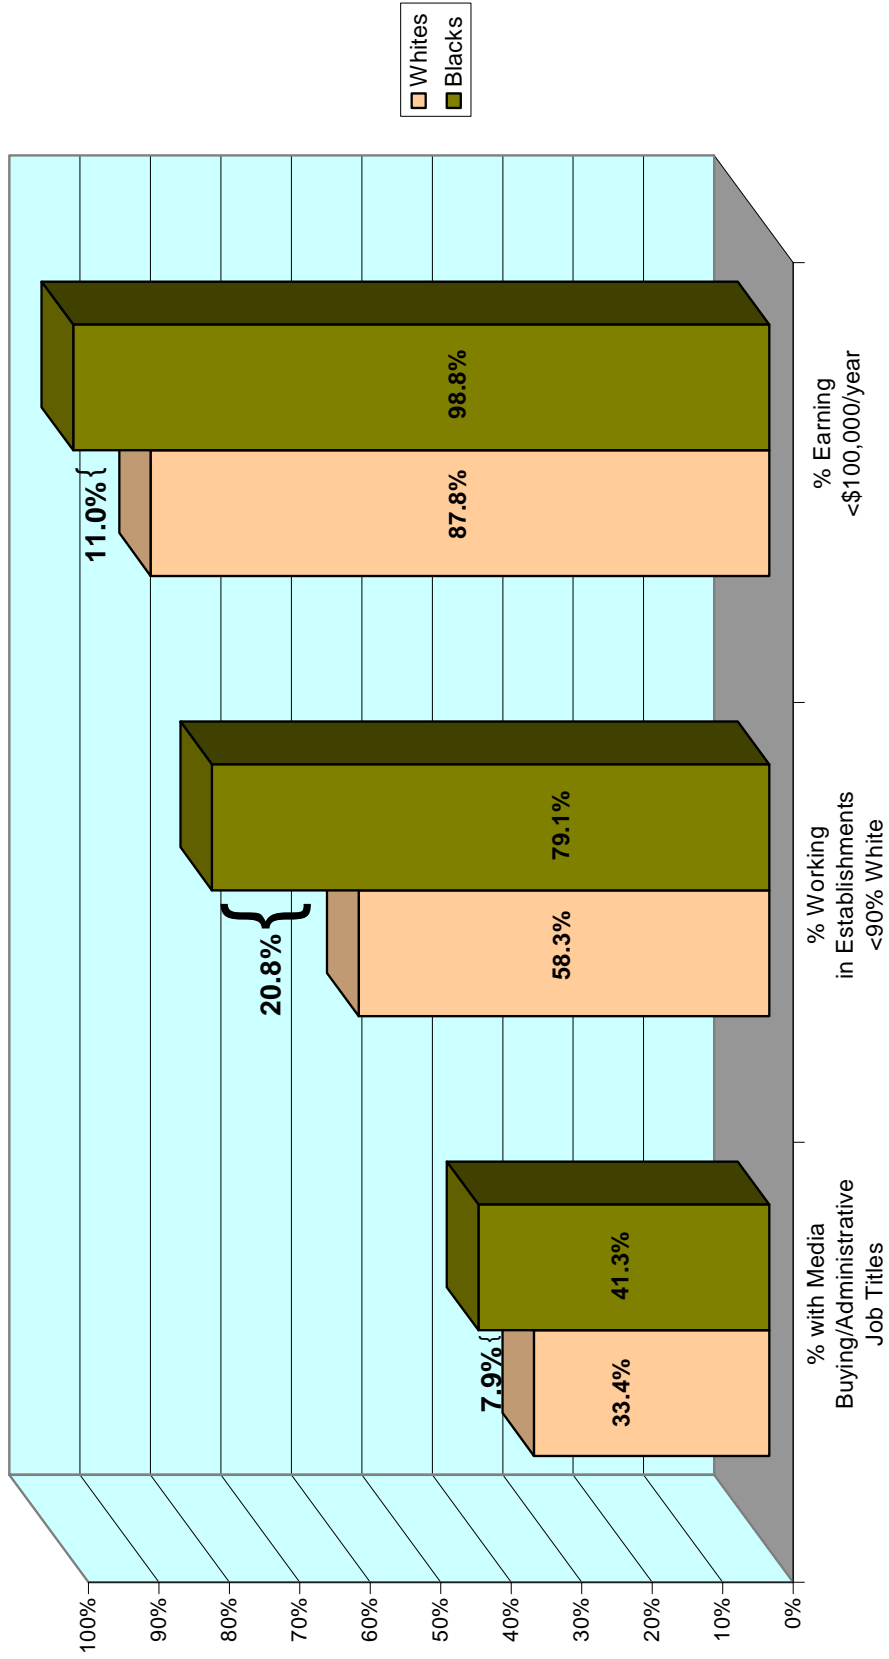 100%
90%
80%
70%
60%
50%
40%
30%
20%
10%
0%
7.9%
{
33.4%
41.3%
20.8%
{
58.3%
79.1%
11.0%
{
87.8%
98.8%
% with Media
Buying/Administrative
Job Titles
% Working
in Establishments
<90% White
% Earning
<$100,000/year
Whites
Blacks